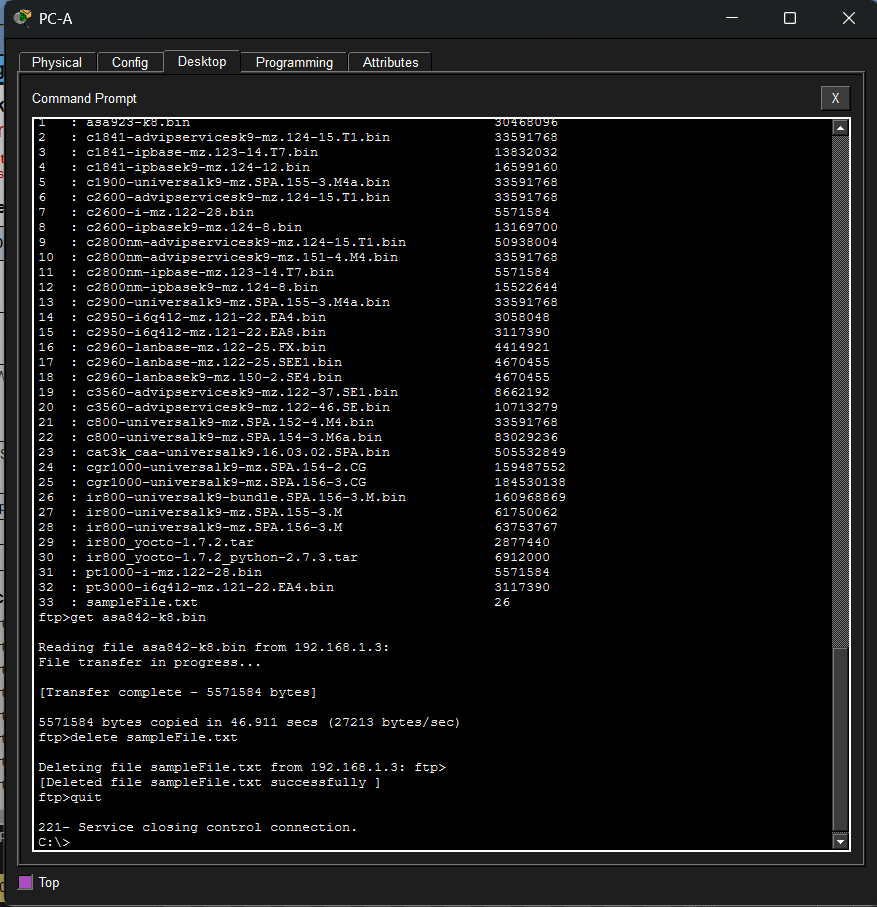 PC-A
Physical Config Desktop Programming Attributes
Command Prompt
X
1 : asa923-k8.bin 30468096
2 : c1841-advipservicesk9-mz.124-15.T1.bin 33591768
3 : c1841-ipbase-mz.123-14.T7.bin 13832032
4 : c1841-ipbasek9-mz.124-12.bin 16599160
5 : c1900-universalk9-mz.SPA.155-3.M4a.bin 33591768
6 : c2600-advipservicesk9-mz.124-15.T1.bin 33591768
7 : c2600-i-mz.122-28.bin 5571584
8 : c2600-ipbasek9-mz.124-8.bin 13169700
9 : c2800nm-advipservicesk9-mz.124-15.T1.bin 50938004
10 : c2800nm-advipservicesk9-mz.151-4.M4.bin 33591768
11 : c2800nm-ipbase-mz.123-14.T7.bin 5571584
12 : c2800nm-ipbasek9-mz.124-8.bin 15522644
13 : c2900-universalk9-mz.SPA.155-3.M4a.bin 33591768
14 : c2950-i6q4l2-mz.121-22.EA4.bin 3058048
15 : c2950-i6q4l2-mz.121-22.EA8.bin 3117390
16 : c2960-lanbase-mz.122-25.FX.bin 4414921
17 : c2960-lanbase-mz.122-25.SEE1.bin 4670455
18 : c2960-lanbasek9-mz.150-2.SE4.bin 4670455
19 : c3560-advipservicesk9-mz.122-37.SE1.bin 8662192
20 : c3560-advipservicesk9-mz.122-46.SE.bin 10713279
21 : c800-universalk9-mz.SPA.152-4.M4.bin 33591768
22 : c800-universalk9-mz.SPA.154-3.M6a.bin 83029236
23 : cat3k_caa-universalk9.16.03.02.SPA.bin 505532849
24 : cgr1000-universalk9-mz.SPA.154-2.CG 159487552
25 : cgr1000-universalk9-mz.SPA.156-3.CG 184530138
26 : ir800-universalk9-bundle.SPA.156-3.M.bin 160968869
27 : ir800-universalk9-mz.SPA.155-3.M 61750062
28 : ir800-universalk9-mz.SPA.156-3.M 63753767
29 : ir800_yocto-1.7.2.tar 2877440
30 : ir800_yocto-1.7.2_python-2.7.3.tar 6912000
31 : pt1000-i-mz.122-28.bin 5571584
32 : pt3000-i6q4l2-mz.121-22.EA4.bin 3117390
33 : sampleFile.txt 26
ftp>get asa842-k8.bin
Reading file asa842-k8.bin from 192.168.1.3:
File transfer in progress...
[Transfer complete - 5571584 bytes]
5571584 bytes copied in 46.911 secs (27213 bytes/sec)
ftp>delete sampleFile.txt
Deleting file sampleFile.txt from 192.168.1.3: ftp>
[Deleted file sampleFile.txt successfully ]
ftp>quit
221- Service closing control connection.
C:\>
Top